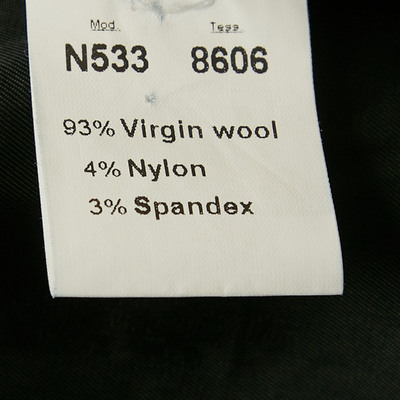 Mod. Tess.
N533 8606
93% Virgin wool
4% Nylon
3% Spandex